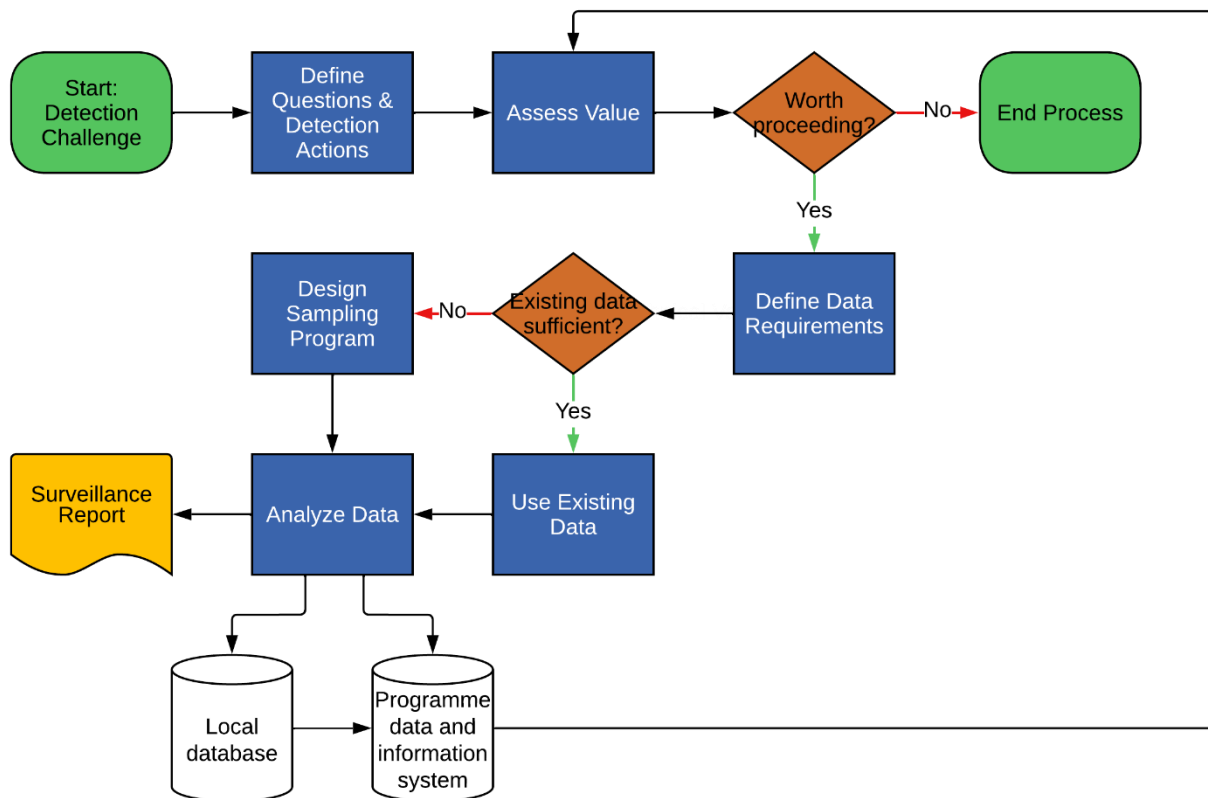 Start:
Detection
Challenge
Define
Questions &
Detection
Actions
Assess Value
Worth
proceeding?
No
End Process
Yes
Design
Sampling
Program
No
Existing data
sufficient?
Define Data
Requirements
Yes
Surveillance
Report
Analyze Data
Use Existing
Data
Local
database
Programme
data and
information
system